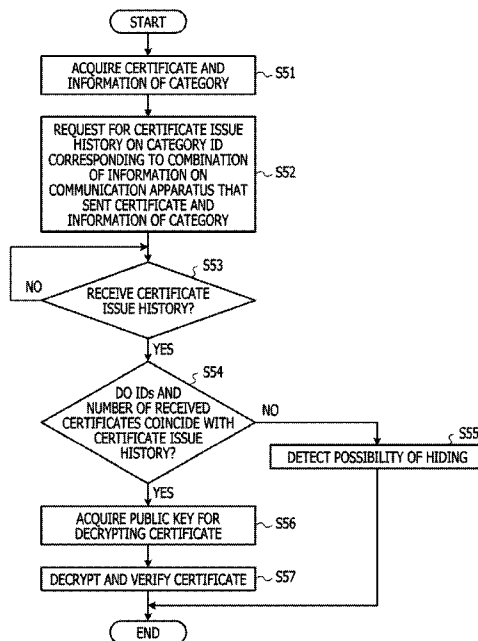 START
ACQUIRE CERTIFICATE AND
INFORMATION OF CATEGORY
S51
REQUEST FOR CERTIFICATE ISSUE
HISTORY ON CATEGORY ID
CORRESPONDING TO COMBINATION
OF INFORMATION ON
COMMUNICATION APPARATUS THAT
SENT CERTIFICATE AND
INFORMATION OF CATEGORY
S52
S53
NO
RECEIVE CERTIFICATE
ISSUE HISTORY?
YES
S54
DO IDs AND
NUMBER OF RECEIVED
CERTIFICATES COINCIDE WITH
CERTIFICATE ISSUE
HISTORY?
NO
S55
DETECT POSSIBILITY OF HIDING
YES
ACQUIRE PUBLIC KEY FOR
DECRYPTING CERTIFICATE
S56
DECRYPT AND VERIFY CERTIFICATE
S57
END